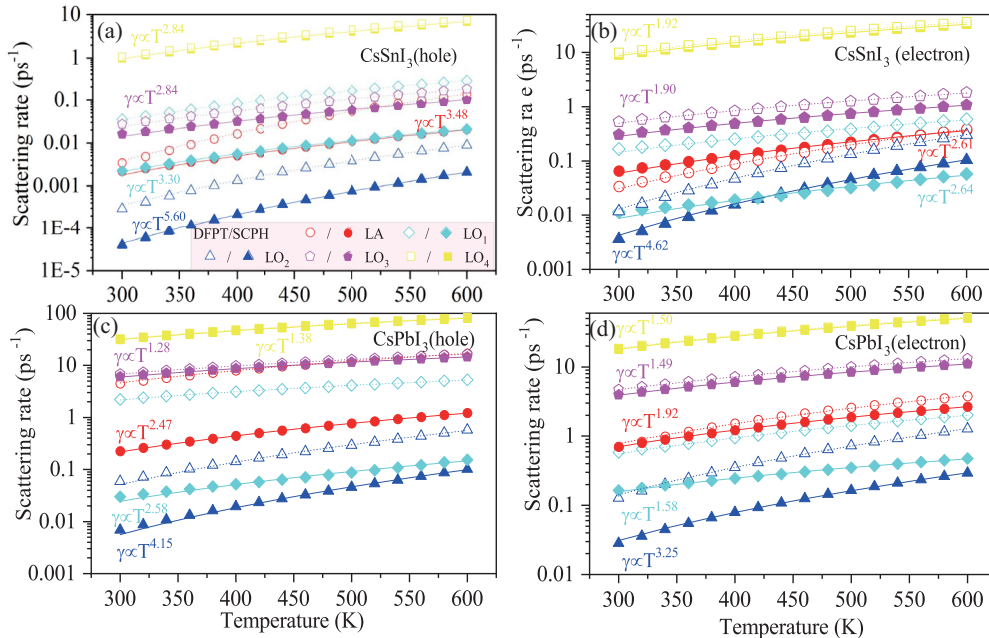 (a)
CsSnI₃(hole)
Scattering rate (ps⁻¹)
10
1
0.1
0.01
0.001
1E-4
1E-5
γ∝T^2.84
γ∝T^2.84
γ∝T^3.48
γ∝T^3.30
γ∝T^5.60
DFPT/SCPH / LA / LO₁
/ LO₂ / LO₃ / LO₄
300 350 400 450 500 550 600
(b)
CsSnI₃ (electron)
Scattering ra e (ps⁻¹)
10
1
0.1
0.01
0.001
γ∝T^1.92
γ∝T^1.90
γ∝T^2.61
γ∝T^2.64
γ∝T^4.62
300 350 400 450 500 550 600
(c)
CsPbI₃(hole)
Scattering rate (ps⁻¹)
100
10
1
0.1
0.01
0.001
γ∝T^1.28
γ∝T^1.38
γ∝T^2.47
γ∝T^2.58
γ∝T^4.15
300 350 400 450 500 550 600
Temperature (K)
(d)
CsPbI₃(electron)
Scattering rate (ps⁻¹)
10
1
0.1
0.01
γ∝T^1.50
γ∝T^1.49
γ∝T^1.92
γ∝T^1.58
γ∝T^3.25
300 350 400 450 500 550 600
Temperature (K)